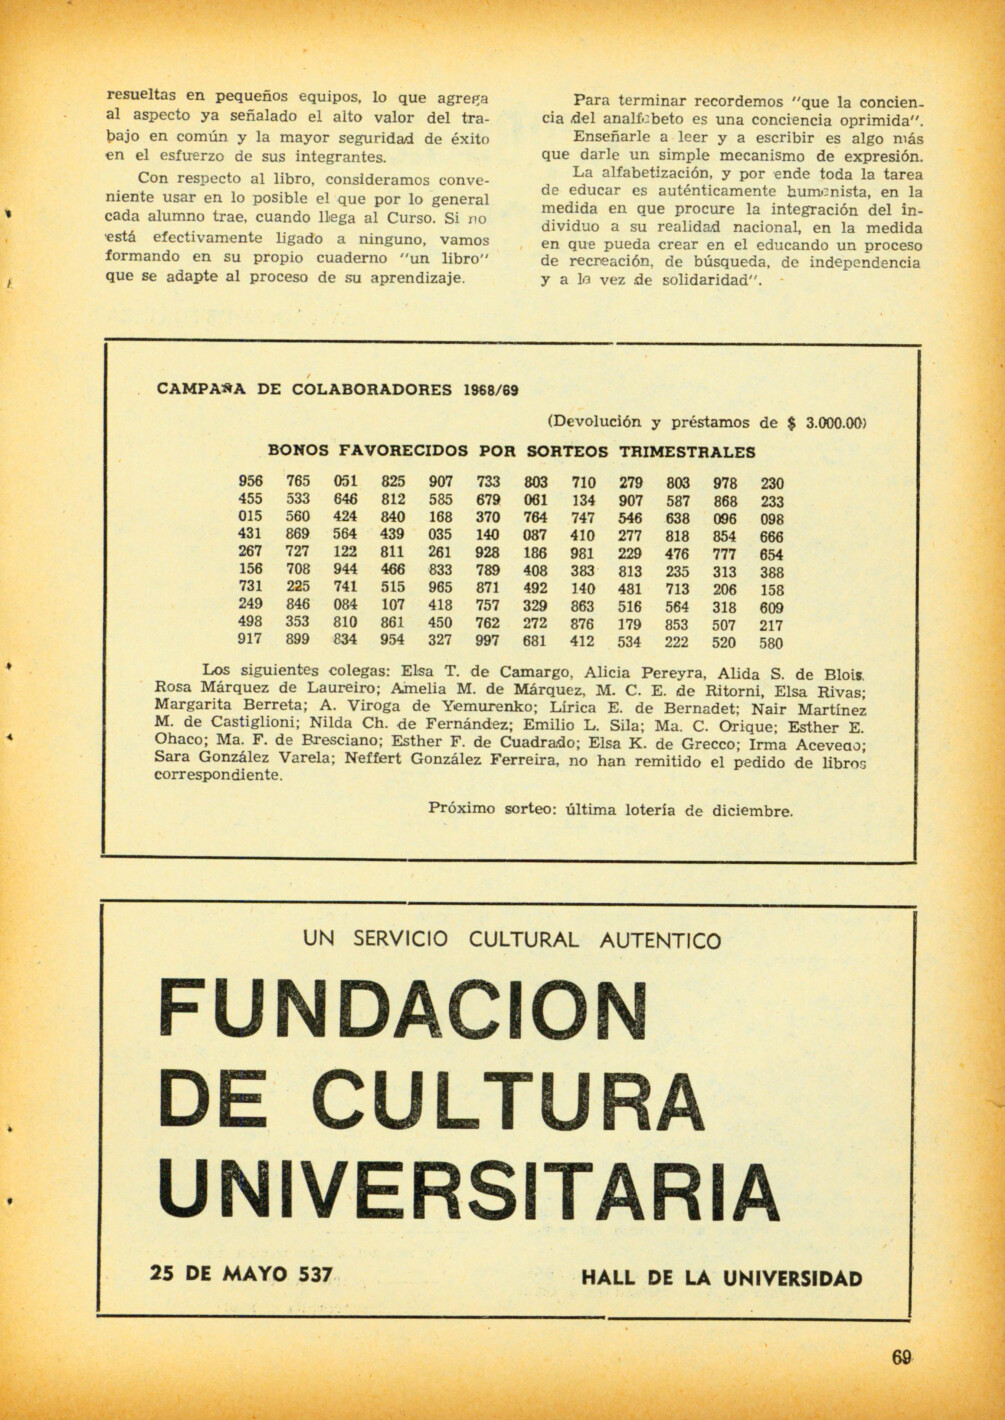 resueltas en pequeños equipos, lo que agrega
al aspecto ya señalado el alto valor del tra-
bajo en común y la mayor seguridad de éxito
en el esfuerzo de sus integrantes.
Con respecto al libro, consideramos conve-
niente usar en lo posible el que por lo general
cada alumno trae, cuando llega al Curso. Si no
está efectivamente ligado a ninguno, vamos
formando en su propio cuaderno "un libro"
que se adapte al proceso de su aprendizaje.
Para terminar recordemos "que la concien-
cia del analfabeto es una conciencia oprimida".
Enseñarle a leer y a escribir es algo más
que darle un simple mecanismo de expresión.
La alfabetización, y por ende toda la tarea
de educar es auténticamente humanista, en la
medida en que procure la integración del in-
dividuo a su realidad nacional, en la medida
en que pueda crear en el educando un proceso
de recreación, de búsqueda, de independencia
y a la vez de solidaridad".
CAMPAÑA DE COLABORADORES 1968/69
(Devolución y préstamos de $ 3.000.00)
BONOS FAVORECIDOS POR SORTEOS TRIMESTRALES
956 765 051 825 907 733 803 710 279 803 978 230
455 533 646 812 585 679 061 134 907 587 868 233
015 560 424 840 168 370 764 747 546 638 096 098
431 869 564 439 035 140 087 410 277 818 854 666
267 727 122 811 261 928 186 981 229 476 777 654
156 708 944 466 833 789 408 383 813 235 313 388
731 225 741 515 965 871 492 140 481 713 206 158
249 846 084 107 418 757 329 863 516 564 318 609
498 353 810 861 450 762 272 876 179 853 507 217
917 899 834 954 327 997 681 412 534 222 520 580
Los siguientes colegas: Elsa T. de Camargo, Alicia Pereyra, Alida S. de Blois.
Rosa Márquez de Laureiro; Amelia M. de Márquez, M. C. E. de Ritorni, Elsa Rivas;
Margarita Berreta; A. Viroga de Yemurenko; Lírica E. de Bernadet; Nair Martínez
M. de Castiglioni; Nilda Ch. de Fernández; Emilio L. Sila; Ma. C. Orique; Esther E.
Ohaco; Ma. F. de Bresciano; Esther F. de Cuadrado; Elsa K. de Grecco; Irma Acevedo;
Sara González Varela; Neffert González Ferreira, no han remitido el pedido de libros
correspondiente.
Próximo sorteo: última lotería de diciembre.
UN SERVICIO CULTURAL AUTENTICO
FUNDACION
DE CULTURA
UNIVERSITARIA
25 DE MAYO 537
HALL DE LA UNIVERSIDAD
69